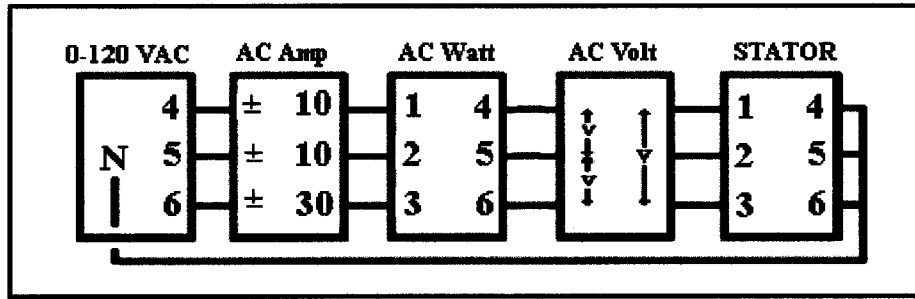 0-120 VAC AC Amp AC Watt AC Volt STATOR
4 ± 10 1 4 1 4
N 5 ± 10 2 5 V V V 2 5
6 ± 30 3 6 3 6